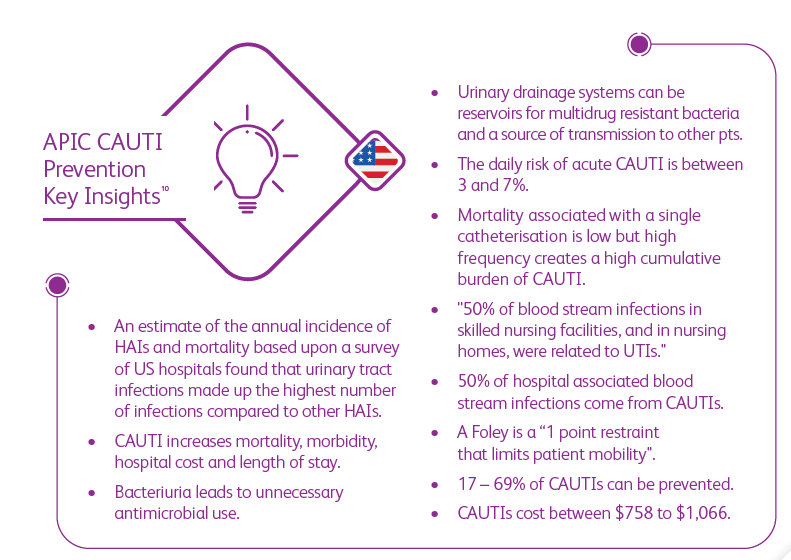 APIC CAUTI
Prevention
Key Insights¹⁰
• An estimate of the annual incidence of
HAIs and mortality based upon a survey
of US hospitals found that urinary tract
infections made up the highest number
of infections compared to other HAIs.
• CAUTI increases mortality, morbidity,
hospital cost and length of stay.
• Bacteriuria leads to unnecessary
antimicrobial use.
• Urinary drainage systems can be
reservoirs for multidrug resistant bacteria
and a source of transmission to other pts.
• The daily risk of acute CAUTI is between
3 and 7%.
• Mortality associated with a single
catheterisation is low but high
frequency creates a high cumulative
burden of CAUTI.
• "50% of blood stream infections in
skilled nursing facilities, and in nursing
homes, were related to UTIs."
• 50% of hospital associated blood
stream infections come from CAUTIs.
• A Foley is a “1 point restraint
that limits patient mobility".
• 17 – 69% of CAUTIs can be prevented.
• CAUTIs cost between $758 to $1,066.